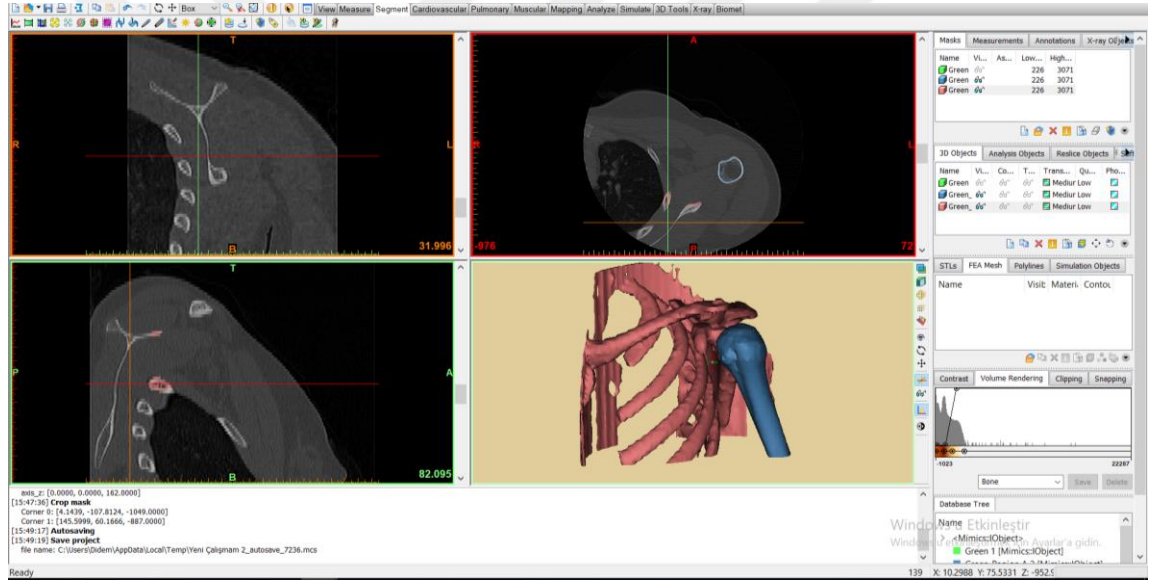 Box
View Measure Segment Cardiovascular Pulmonary Muscular Mapping Analyze Simulate 3D Tools X-ray Biomet
T
R
L
B
31.996
A
L
-976
72
T
P
A
B
82.095
Masks Measurements Annotations X-ray Objects
Name Vi... As... Low... High...
Green 226 3071
Green 226 3071
Green 226 3071
3D Objects Analysis Objects Reslice Objects
Name Vi... Co... T... Trans... Qu... Pho...
Green Mediur Low
Green_ Mediur Low
Green_ Mediur Low
STLs FEA Mesh Polylines Simulation Objects
Name Visit Materi. Contou
Contrast Volume Rendering Clipping Snapping
-1023 22287
Bone Save Delete
Database Tree
Name
<Mimics:IObject>
Green 1 [Mimics:IObject]
Windows'u Etkinleştir
için Ayarlar'a gidin.
axis_z: [0.0000, 0.0000, 162.0000]
[15:47:36] Crop mask
Corner 0: [4.1439, -107.8124, -1049.0000]
Corner 1: [145.5999, 60.1666, -887.0000]
[15:49:17] Autosaving
[15:49:19] Save project
file name: C:\Users\Didem\AppData\Local\Temp\Yeni Çalışmam 2_autosave_7236.mcs
Ready
139 X: 10.2988 Y: 75.5331 Z: -952.5